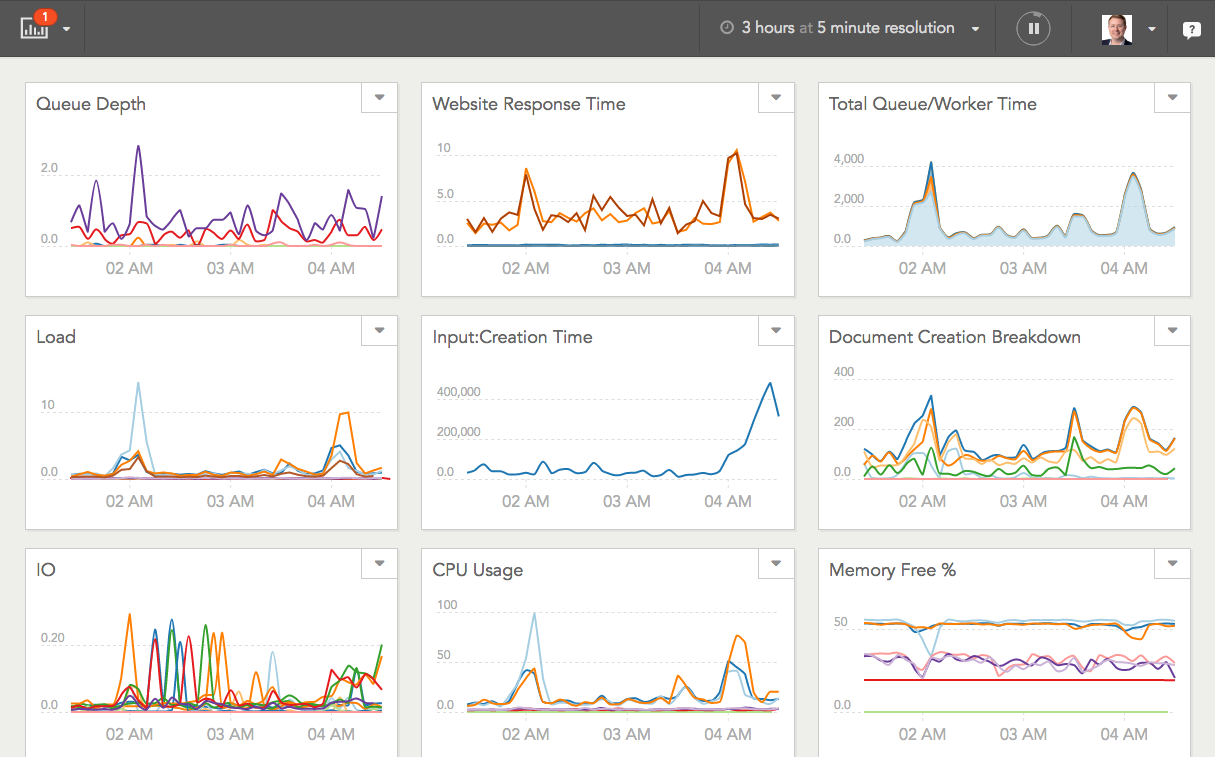 1
3 hours at 5 minute resolution
?
Queue Depth
2.0
0.0
02 AM 03 AM 04 AM
Website Response Time
10
5.0
0.0
02 AM 03 AM 04 AM
Total Queue/Worker Time
4,000
2,000
0.0
02 AM 03 AM 04 AM
Load
10
0.0
02 AM 03 AM 04 AM
Input:Creation Time
400,000
200,000
0.0
02 AM 03 AM 04 AM
Document Creation Breakdown
400
200
0.0
02 AM 03 AM 04 AM
IO
0.20
0.0
02 AM 03 AM 04 AM
CPU Usage
100
50
0.0
02 AM 03 AM 04 AM
Memory Free %
50
0.0
02 AM 03 AM 04 AM